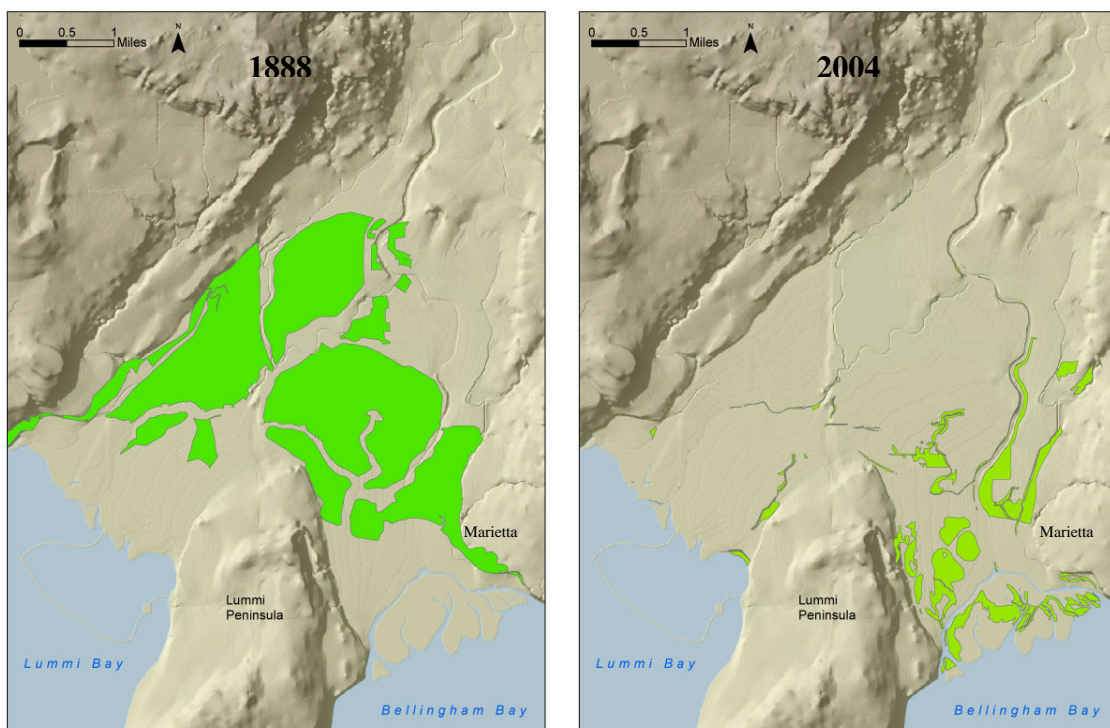 N
0 0.5 1
Miles
1888
Marietta
Lummi
Peninsula
Lummi Bay
Bellingham Bay
N
0 0.5 1
Miles
2004
Marietta
Lummi
Peninsula
Lummi Bay
Bellingham Bay